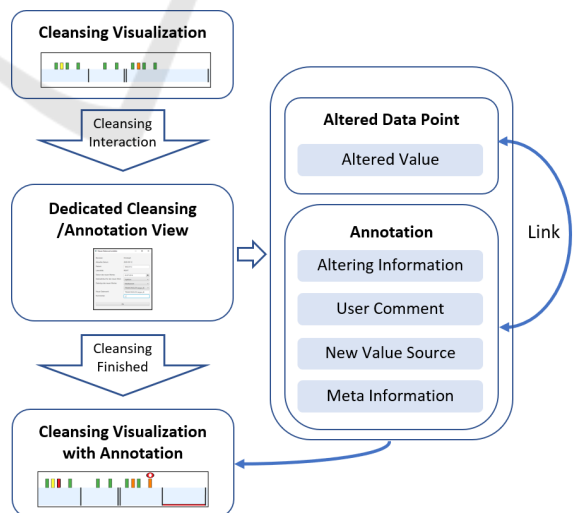 Cleansing Visualization
Cleansing
Interaction
Dedicated Cleansing
/Annotation View
Cleansing
Finished
Cleansing Visualization
with Annotation
Altered Data Point
Altered Value
Annotation
Altering Information
User Comment
New Value Source
Meta Information
Link